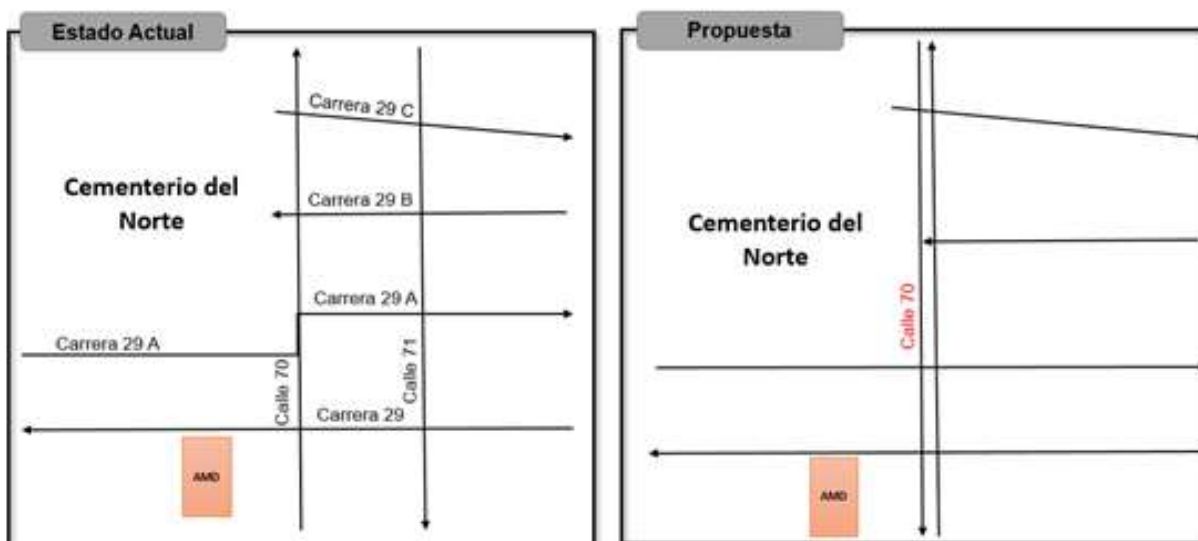 Estado Actual
Carrera 29 C
Cementerio del
Norte
Carrera 29 B
Carrera 29 A
Carrera 29 A
Calle 70
Calle 71
Carrera 29
AMD
Propuesta
Cementerio del
Norte
Calle 70
AMD